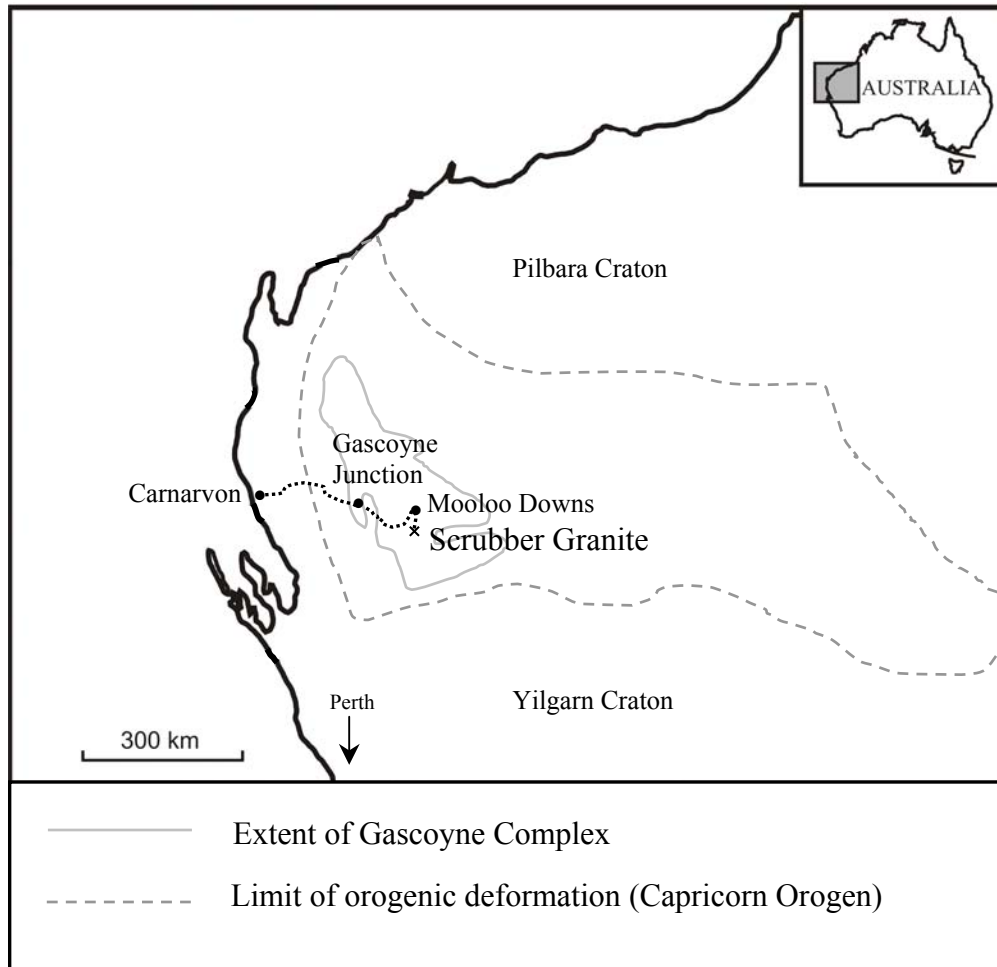 AUSTRALIA
Pilbara Craton
Gascoyne
Junction
Carnarvon
Mooloo Downs
Scrubber Granite
Perth
Yilgarn Craton
300 km
Extent of Gascoyne Complex
Limit of orogenic deformation (Capricorn Orogen)